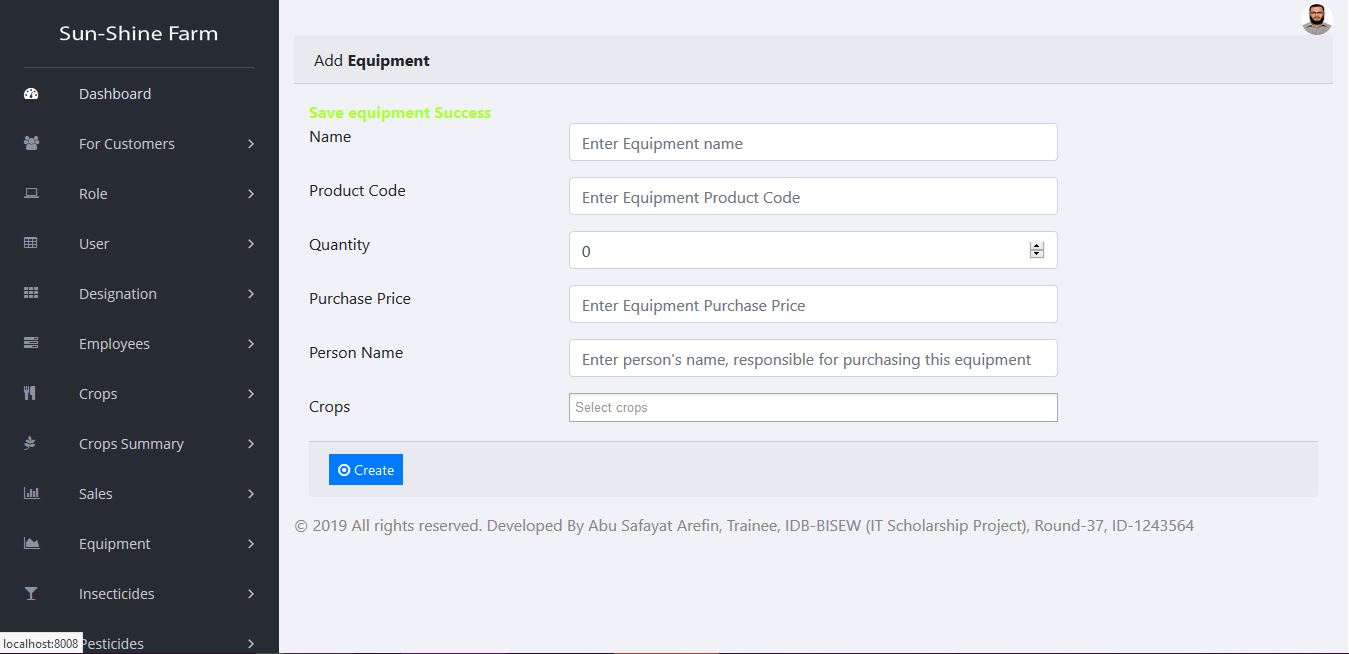 Sun-Shine Farm
Dashboard
For Customers
Role
User
Designation
Employees
Crops
Crops Summary
Sales
Equipment
Insecticides
Pesticides
localhost:8008
Add Equipment
Save equipment Success
Name
Enter Equipment name
Product Code
Enter Equipment Product Code
Quantity
0
Purchase Price
Enter Equipment Purchase Price
Person Name
Enter person's name, responsible for purchasing this equipment
Crops
Select crops
Create
© 2019 All rights reserved. Developed By Abu Safayat Arefin, Trainee, IDB-BISEW (IT Scholarship Project), Round-37, ID-1243564